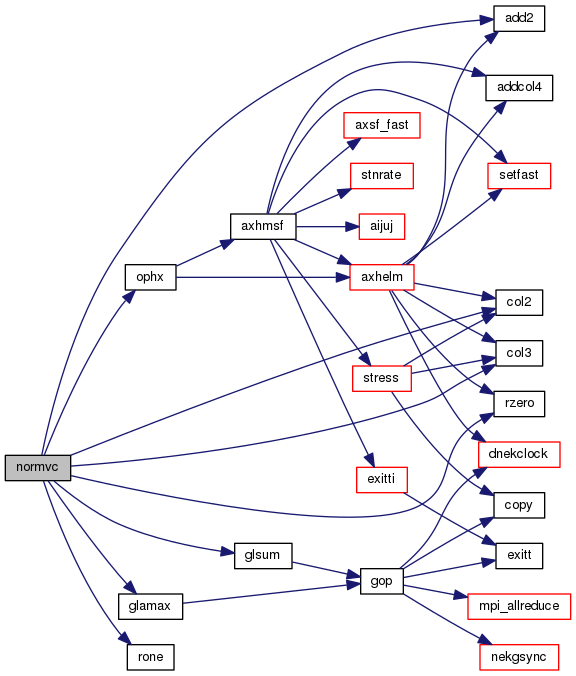 add2
addcol4
axsf_fast
stnrate
setfast
axhmsf
aijuj
ophx
axhelm
col2
col3
stress
rzero
dnekclock
normvc
exitti
copy
glsum
exitt
gop
glamax
mpi_allreduce
rone
nekgsync